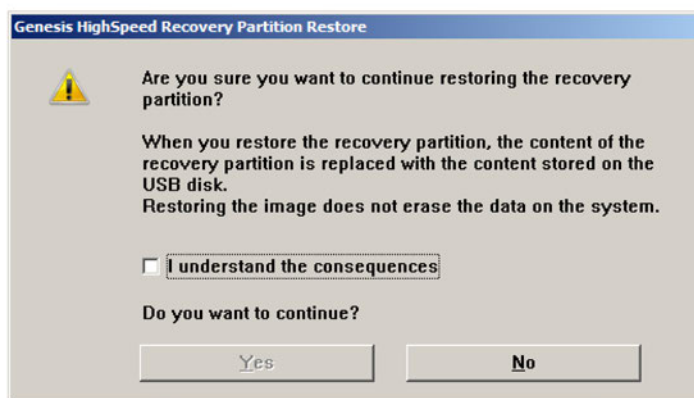 Genesis HighSpeed Recovery Partition Restore
Are you sure you want to continue restoring the recovery
partition?
When you restore the recovery partition, the content of the
recovery partition is replaced with the content stored on the
USB disk.
Restoring the image does not erase the data on the system.
I understand the consequences
Do you want to continue?
Yes
No